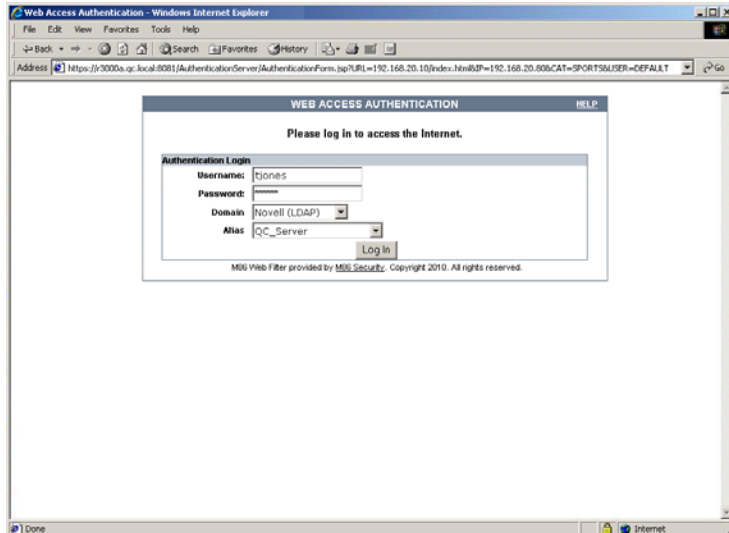 Web Access Authentication - Windows Internet Explorer
File Edit View Favorites Tools Help
Back Search Favorites History
Address https://r3000a.qc.local:8081/AuthenticationServer/AuthenticationForm.jsp?URL=192.168.20.10/index.html&IP=192.168.20.80&CAT=SPORTS&USER=DEFAULT Go
WEB ACCESS AUTHENTICATION HELP
Please log in to access the Internet.
Authentication Login
Username: tjones
Password: ******
Domain Novell (LDAP)
Alias QC_Server
Log In
M86 Web Filter provided by M86 Security. Copyright 2010. All rights reserved.
Done Internet